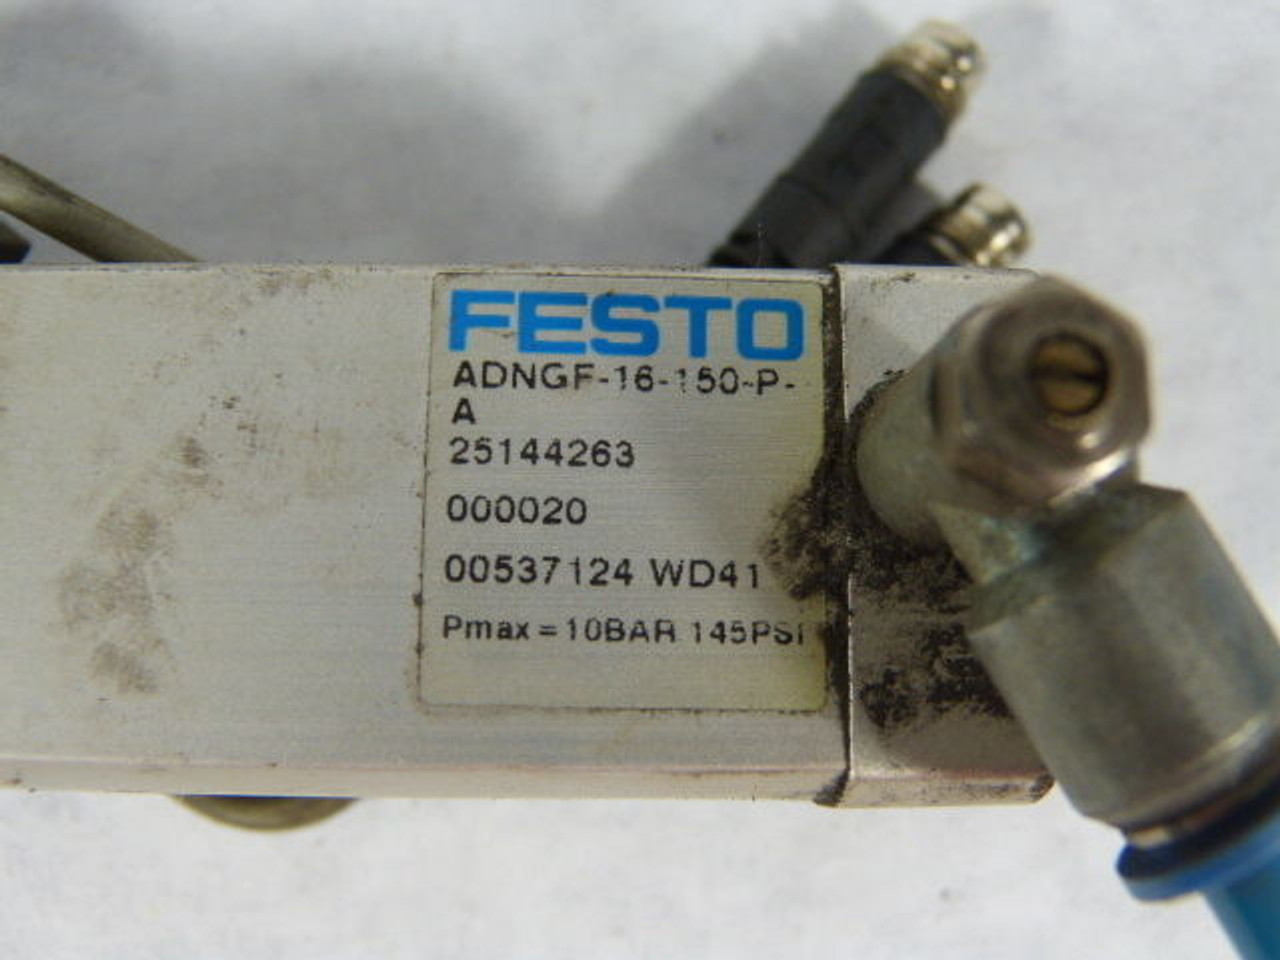 FESTO
ADNGF-16-150-P-
A
25144263
000020
00537124 WD41
Pmax = 10BAR 145PSI